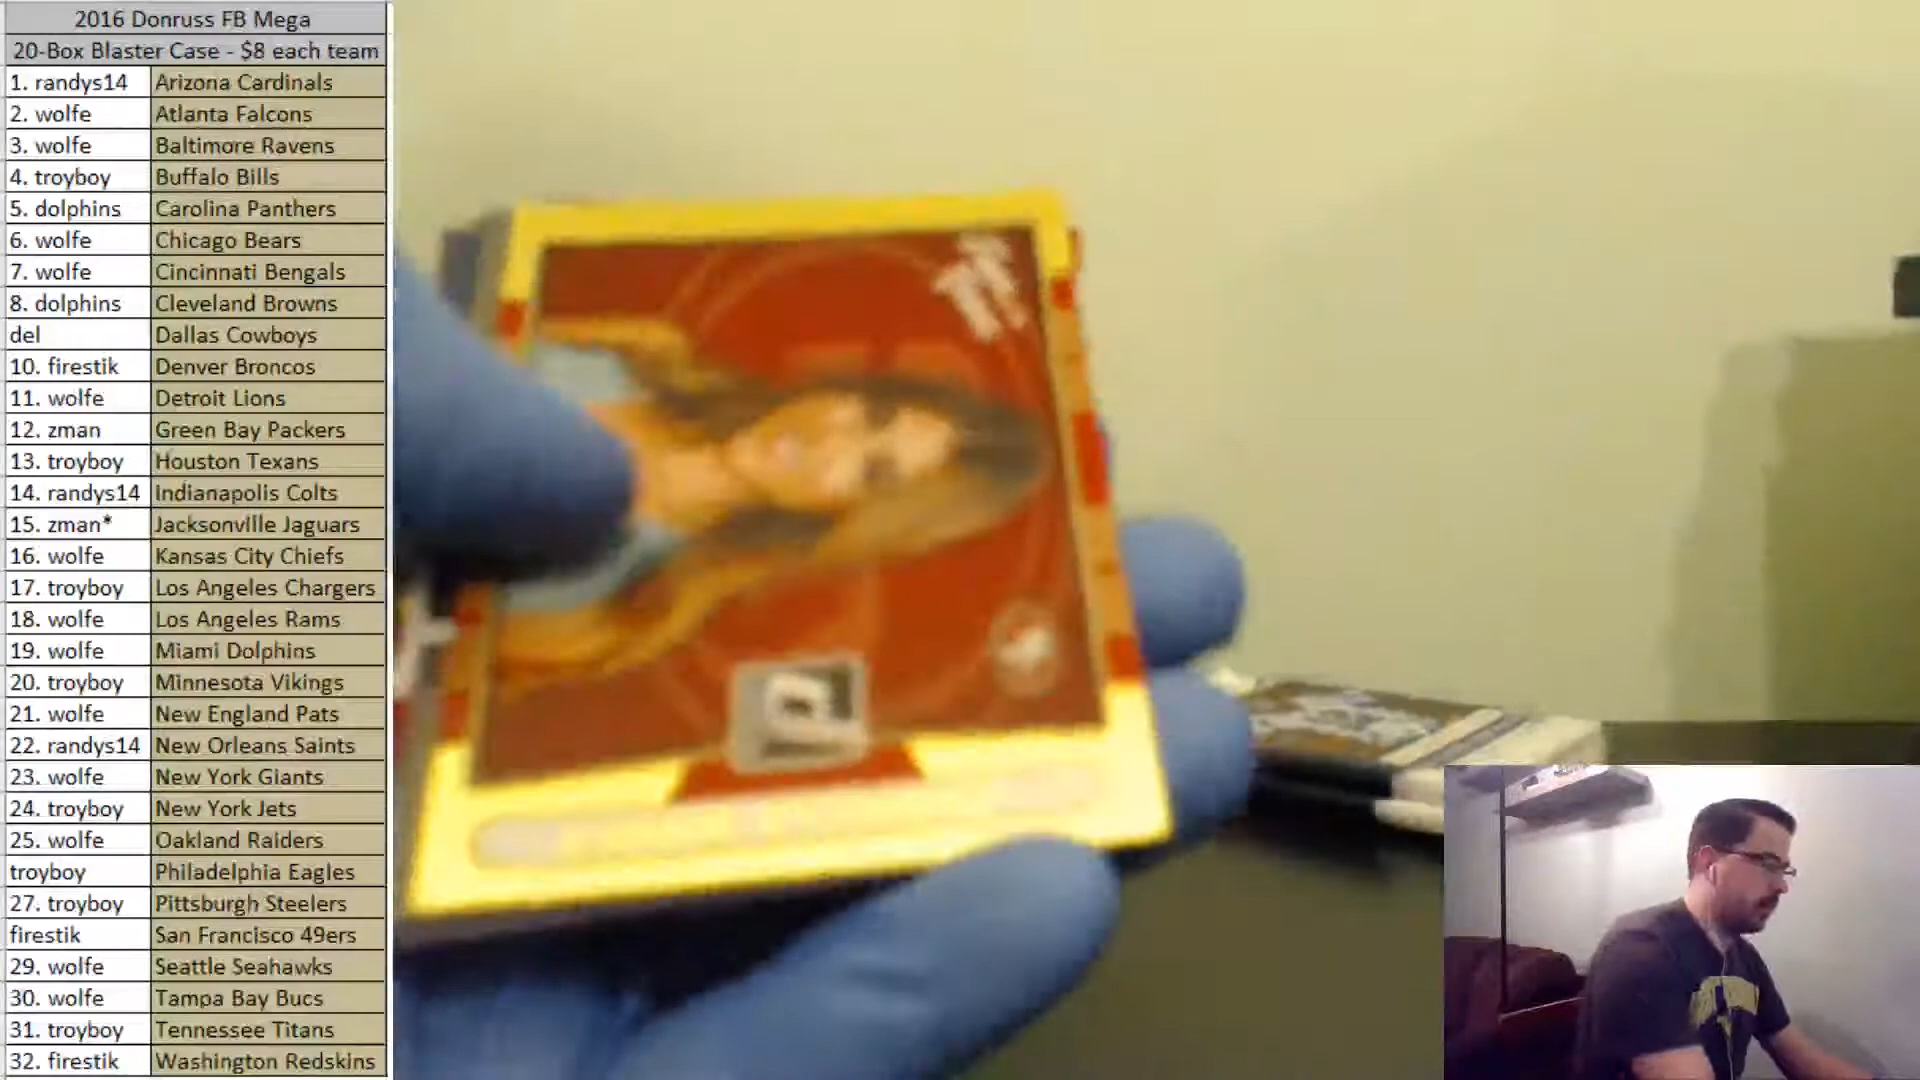 2016 Donruss FB Mega
20-Box Blaster Case - $8 each team
1. randys14 Arizona Cardinals
2. wolfe Atlanta Falcons
3. wolfe Baltimore Ravens
4. troyboy Buffalo Bills
5. dolphins Carolina Panthers
6. wolfe Chicago Bears
7. wolfe Cincinnati Bengals
8. dolphins Cleveland Browns
del Dallas Cowboys
10. firestik Denver Broncos
11. wolfe Detroit Lions
12. zman Green Bay Packers
13. troyboy Houston Texans
14. randys14 Indianapolis Colts
15. zman* Jacksonville Jaguars
16. wolfe Kansas City Chiefs
17. troyboy Los Angeles Chargers
18. wolfe Los Angeles Rams
19. wolfe Miami Dolphins
20. troyboy Minnesota Vikings
21. wolfe New England Pats
22. randys14 New Orleans Saints
23. wolfe New York Giants
24. troyboy New York Jets
25. wolfe Oakland Raiders
troyboy Philadelphia Eagles
27. troyboy Pittsburgh Steelers
firestik San Francisco 49ers
29. wolfe Seattle Seahawks
30. wolfe Tampa Bay Bucs
31. troyboy Tennessee Titans
32. firestik Washington Redskins